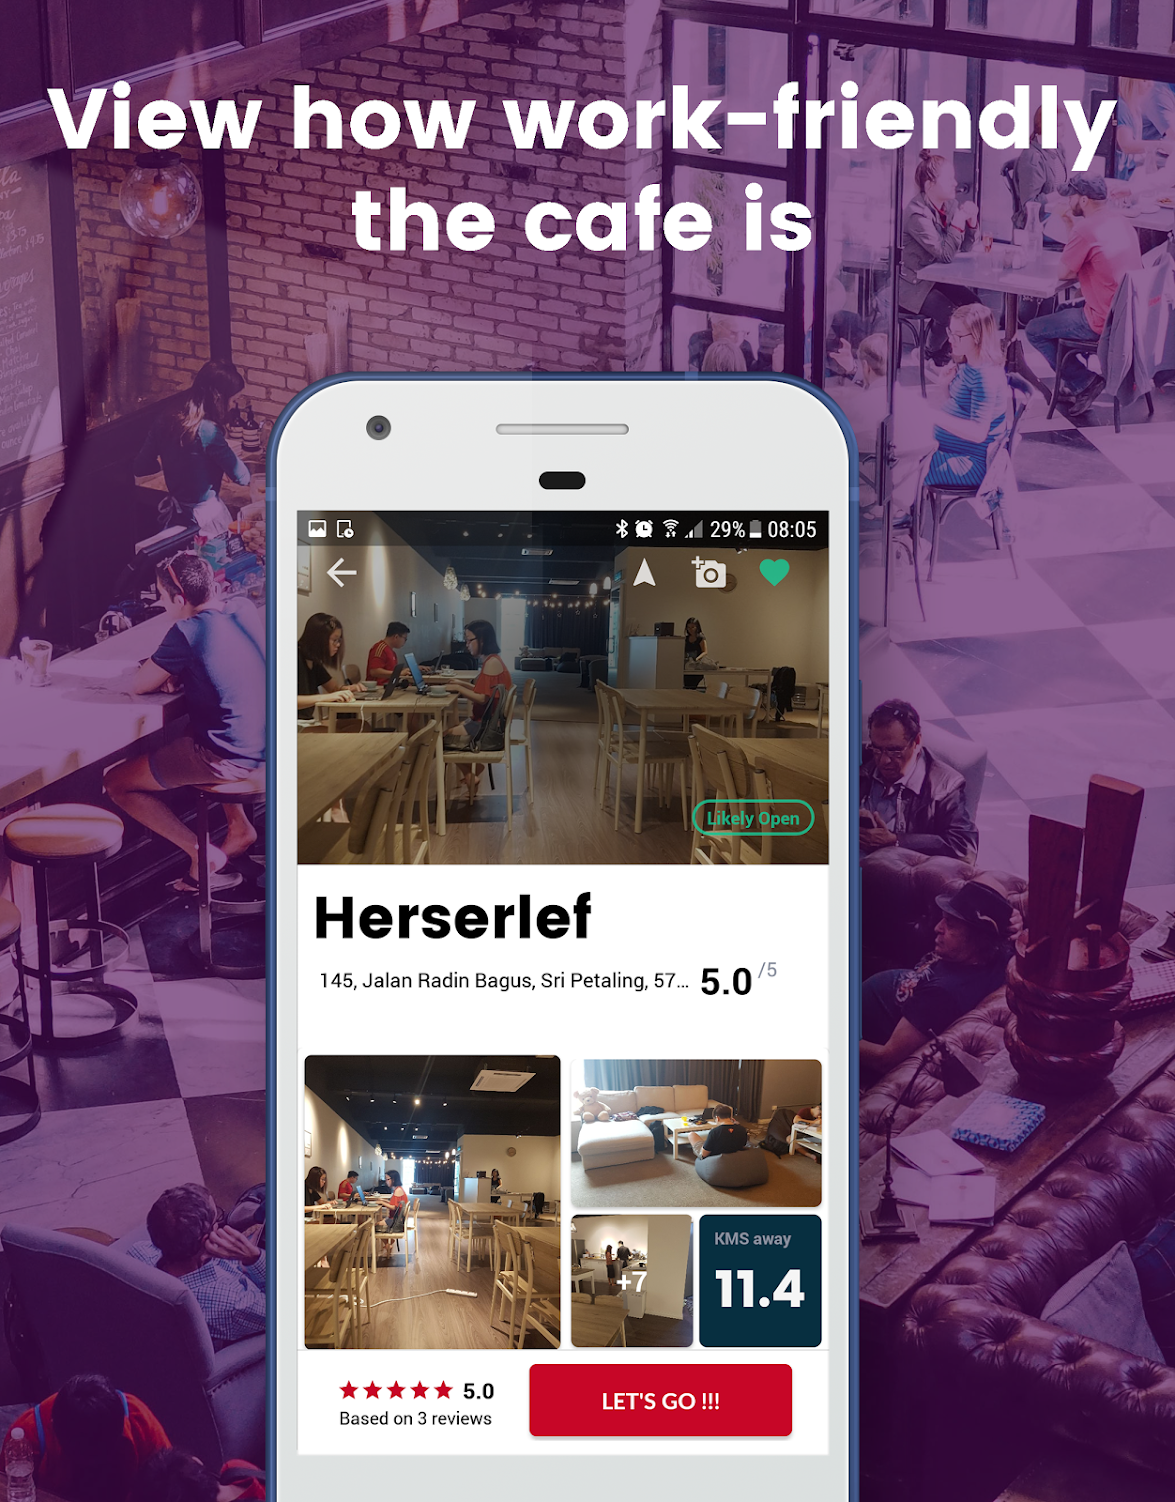 View how work-friendly
the cafe is
29% 08:05
Likely Open
Herserlef
145, Jalan Radin Bagus, Sri Petaling, 57... 5.0 /5
+7
KMS away
11.4
5.0
Based on 3 reviews
LET'S GO !!!